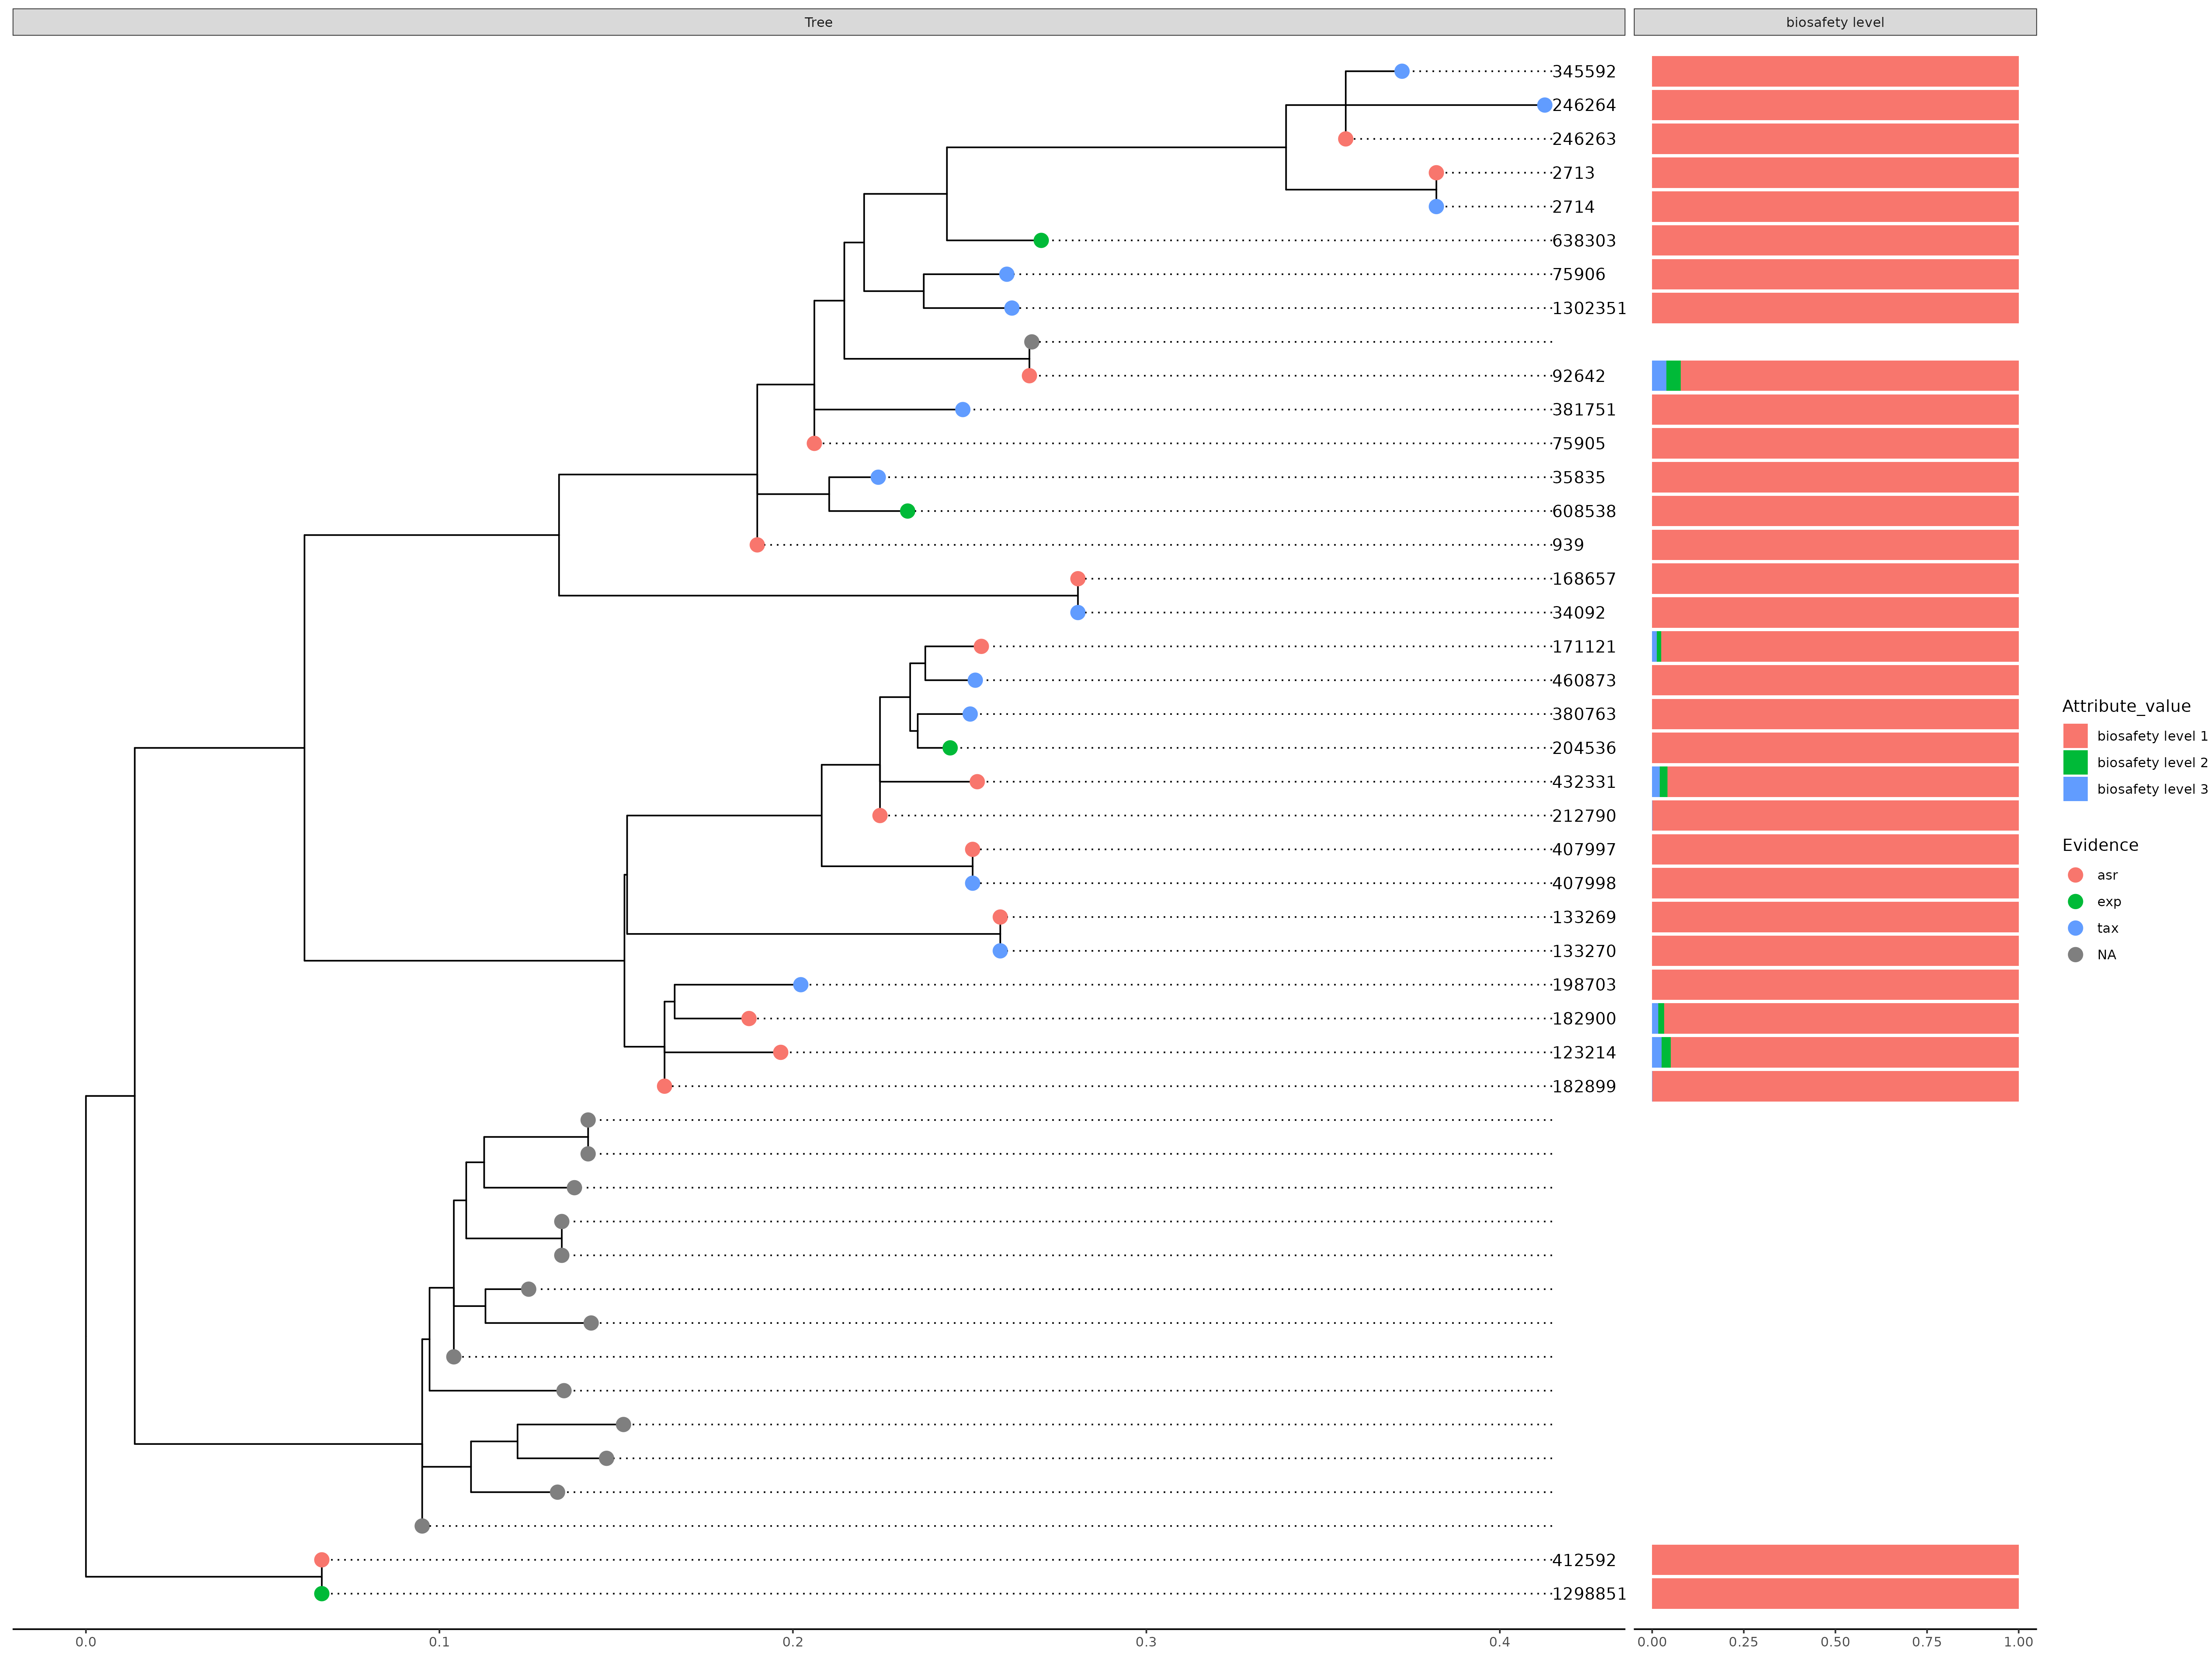 Tree
biosafety level
345592
246264
246263
2713
2714
638303
75906
1302351
92642
381751
75905
35835
608538
939
168657
34092
171121
460873
380763
204536
432331
212790
407997
407998
133269
133270
198703
182900
123214
182899
412592
1298851
0.0 0.1 0.2 0.3 0.4
0.00 0.25 0.50 0.75 1.00
Attribute_value
biosafety level 1
biosafety level 2
biosafety level 3
Evidence
asr
exp
tax
NA